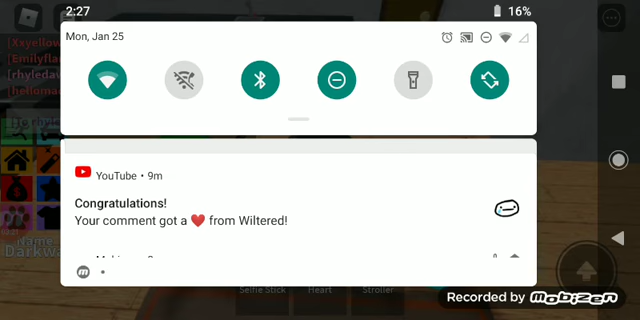 2:27
16%
Mon, Jan 25
YouTube • 9m
Congratulations!
Your comment got a ❤️ from Wiltered!
Selfie Stick
Heart
Stroller
Recorded by mobizen